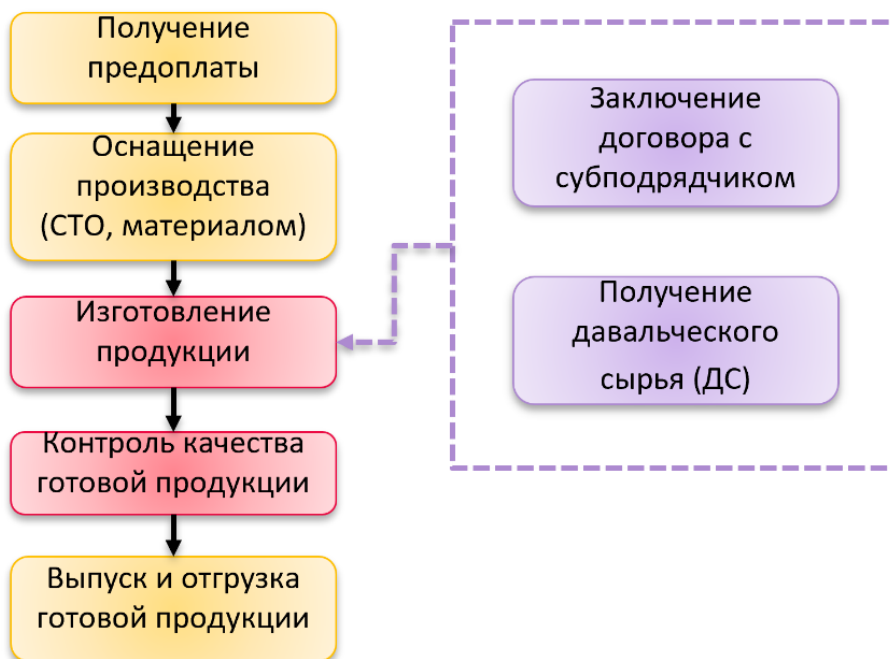 Получение
предоплаты
Оснащение
производства
(СТО, материалом)
Изготовление
продукции
Контроль качества
готовой продукции
Выпуск и отгрузка
готовой продукции
Заключение
договора с
субподрядчиком
Получение
давальческого
сырья (ДС)